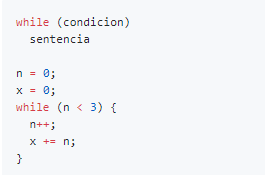 while (condicion)
  sentencia

n = 0;
x = 0;
while (n < 3) {
  n++;
  x += n;
}